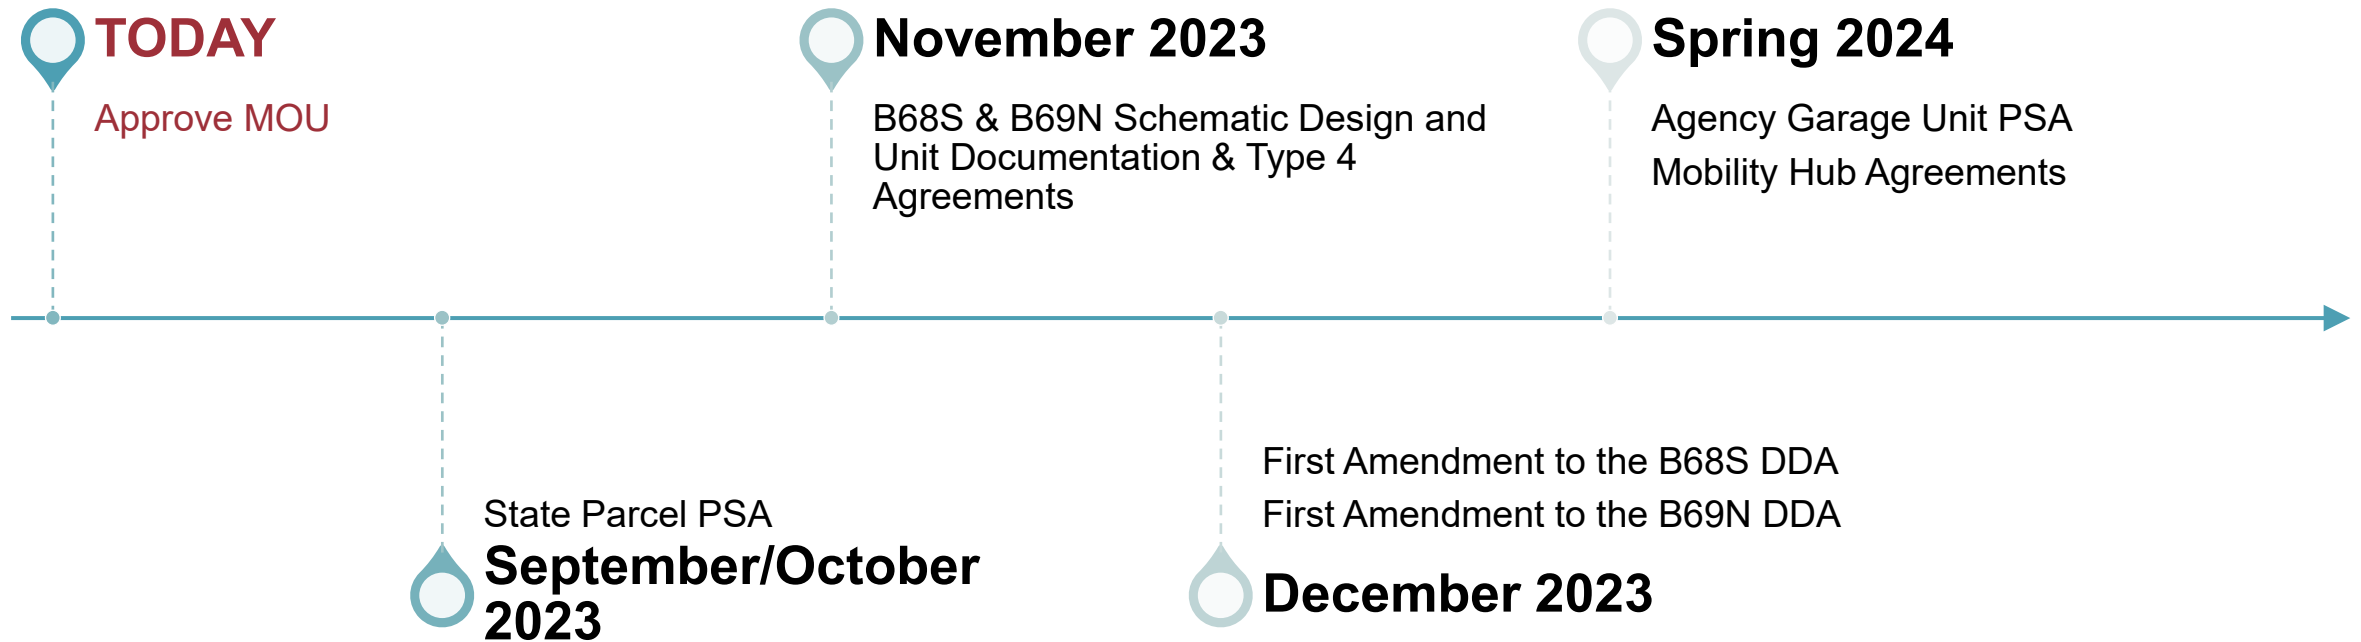 TODAY
Approve MOU
November 2023
B68S & B69N Schematic Design and
Unit Documentation & Type 4
Agreements
Spring 2024
Agency Garage Unit PSA
Mobility Hub Agreements
State Parcel PSA
September/October
2023
First Amendment to the B68S DDA
First Amendment to the B69N DDA
December 2023